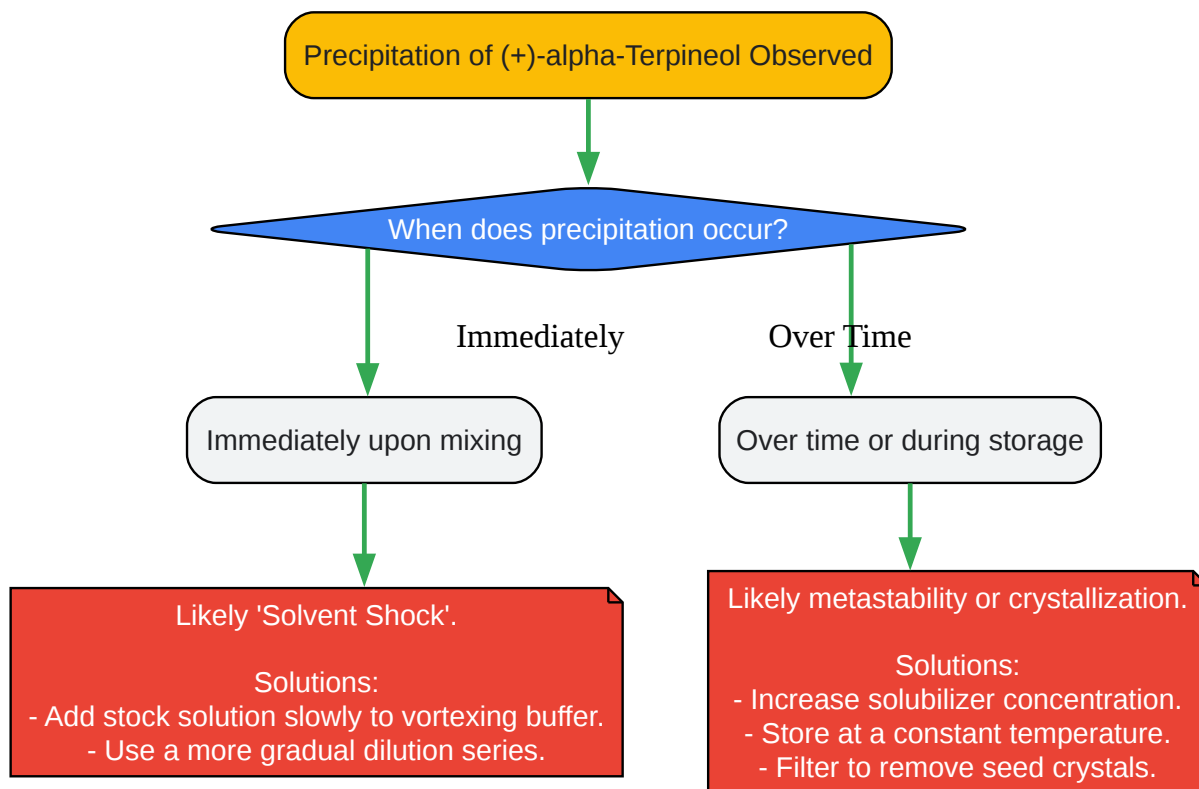 Precipitation of (+)-alpha-Terpineol Observed
When does precipitation occur?
Immediately
Over Time
Immediately upon mixing
Over time or during storage
Likely 'Solvent Shock'.
Solutions:
- Add stock solution slowly to vortexing buffer.
- Use a more gradual dilution series.
Likely metastability or crystallization.
Solutions:
- Increase solubilizer concentration.
- Store at a constant temperature.
- Filter to remove seed crystals.